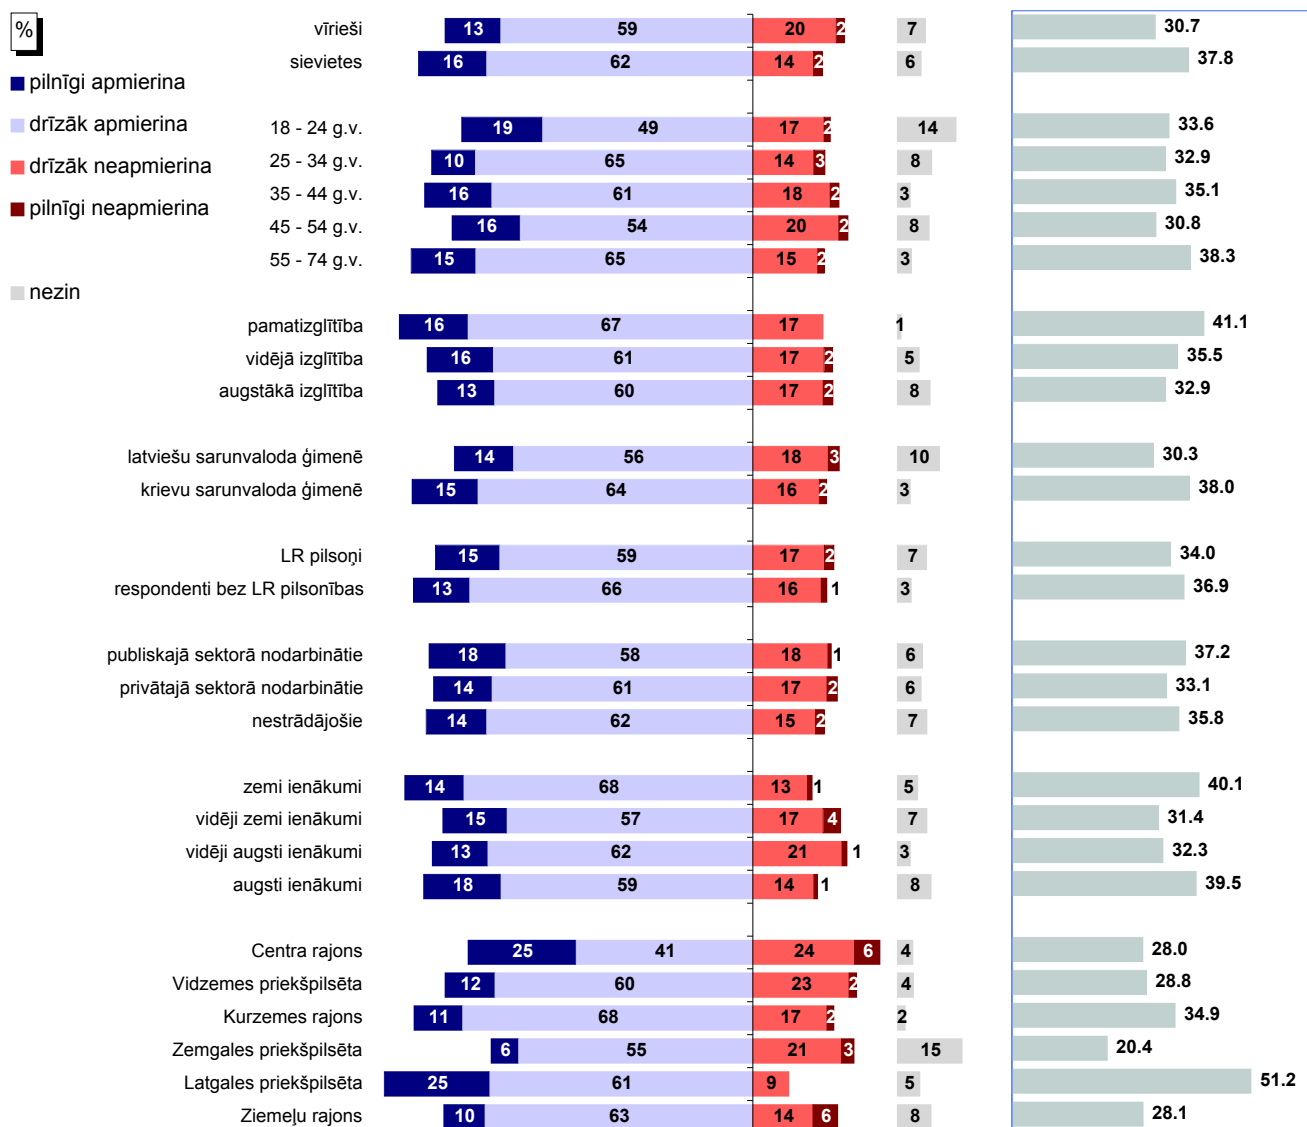 %
pilnīgi apmierina
drīzāk apmierina
drīzāk neapmierina
pilnīgi neapmierina
nezin
vīrieši 13 59 20 2 7 30.7
sievietes 16 62 14 2 6 37.8
18 - 24 g.v. 19 49 17 2 14 33.6
25 - 34 g.v. 10 65 14 3 8 32.9
35 - 44 g.v. 16 61 18 2 3 35.1
45 - 54 g.v. 16 54 20 2 8 30.8
55 - 74 g.v. 15 65 15 2 3 38.3
pamatizglītība 16 67 17 1 41.1
vidējā izglītība 16 61 17 2 5 35.5
augstākā izglītība 13 60 17 2 8 32.9
latviešu sarunvaloda ģimenē 14 56 18 3 10 30.3
krievu sarunvaloda ģimenē 15 64 16 2 3 38.0
LR pilsoņi 15 59 17 2 7 34.0
respondenti bez LR pilsonības 13 66 16 1 3 36.9
publiskajā sektorā nodarbinātie 18 58 18 1 6 37.2
privātajā sektorā nodarbinātie 14 61 17 2 6 33.1
nestrādājošie 14 62 15 2 7 35.8
zemi ienākumi 14 68 13 1 5 40.1
vidēji zemi ienākumi 15 57 17 4 7 31.4
vidēji augsti ienākumi 13 62 21 1 3 32.3
augsti ienākumi 18 59 14 1 8 39.5
Centra rajons 25 41 24 6 4 28.0
Vidzemes priekšpilsēta 12 60 23 2 4 28.8
Kurzemes rajons 11 68 17 2 2 34.9
Zemgales priekšpilsēta 6 55 21 3 15 20.4
Latgales priekšpilsēta 25 61 9 5 51.2
Ziemeļu rajons 10 63 14 6 8 28.1